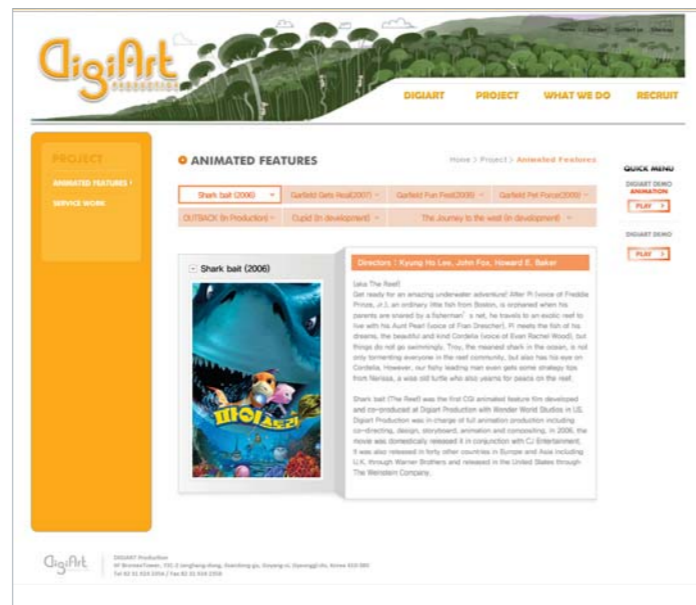 DigiArt
PRODUCTION
Home
Contact us
Sitemap
DIGIART PROJECT WHAT WE DO RECRUIT
PROJECT
ANIMATED FEATURES
SERVICE WORK
ANIMATED FEATURES
Home > Project > Animated Features
Shark bait (2006)
Garfield Gets Real(2007)
Garfield Fun Fest(2008)
Garfield Pet Force(2009)
OUTBACK (In Production)
Cupid (In development)
The Journey to the west (In development)
QUICK MENU
DIGIART DEMO
ANIMATION
PLAY
DIGIART DEMO
PLAY
Shark bait (2006)
파이스토리
Directors : Kyung Ho Lee, John Fox, Howard E. Baker
(aka The Reef)
Get ready for an amazing underwater adventure! After Pi (voice of Freddie
Prinze, Jr.), an ordinary little fish from Boston, is orphaned when his
parents are snared by a fisherman's net, he travels to an exotic reef to
live with his Aunt Pearl (voice of Fran Drescher). Pi meets the fish of his
dreams, the beautiful and kind Cordelia (voice of Evan Rachel Wood), but
things do not go swimmingly. Troy, the meanest shark in the ocean, is not
only tormenting everyone in the reef community, but also has his eye on
Cordelia. However, our fishy leading man even gets some strategy tips
from Nerissa, a wise old turtle who also yearns for peace on the reef.
Shark bait (The Reef) was the first CGI animated feature film developed
and co-produced at Digiart Production with Wonder World Studios in US.
Digiart Production was in charge of full animation production including
co-directing, design, storyboard, animation and compositing, in 2006, the
movie was domestically released it in conjunction with CJ Entertainment.
It was also released in forty other countries in Europe and Asia including
U.K. through Warner Brothers and released in the United States through
The Weinstein Company.
DigiArt
DIGIART Production